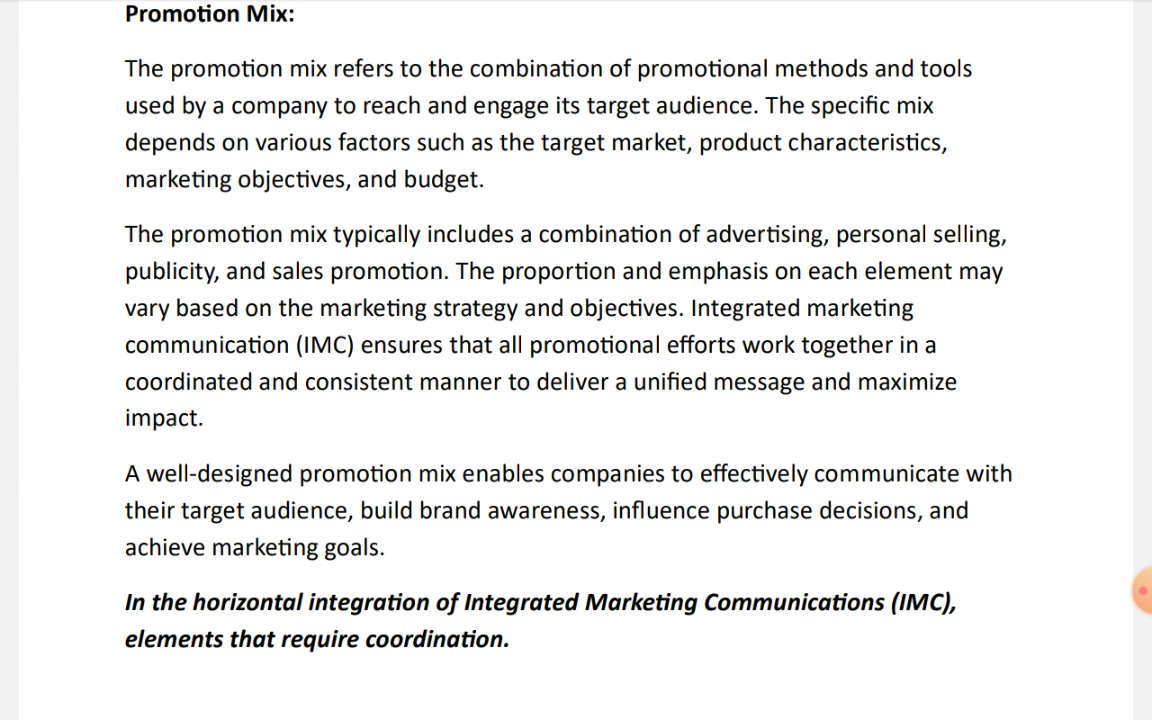 Promotion Mix:
The promotion mix refers to the combination of promotional methods and tools
used by a company to reach and engage its target audience. The specific mix
depends on various factors such as the target market, product characteristics,
marketing objectives, and budget.
The promotion mix typically includes a combination of advertising, personal selling,
publicity, and sales promotion. The proportion and emphasis on each element may
vary based on the marketing strategy and objectives. Integrated marketing
communication (IMC) ensures that all promotional efforts work together in a
coordinated and consistent manner to deliver a unified message and maximize
impact.
A well-designed promotion mix enables companies to effectively communicate with
their target audience, build brand awareness, influence purchase decisions, and
achieve marketing goals.
In the horizontal integration of Integrated Marketing Communications (IMC),
elements that require coordination.